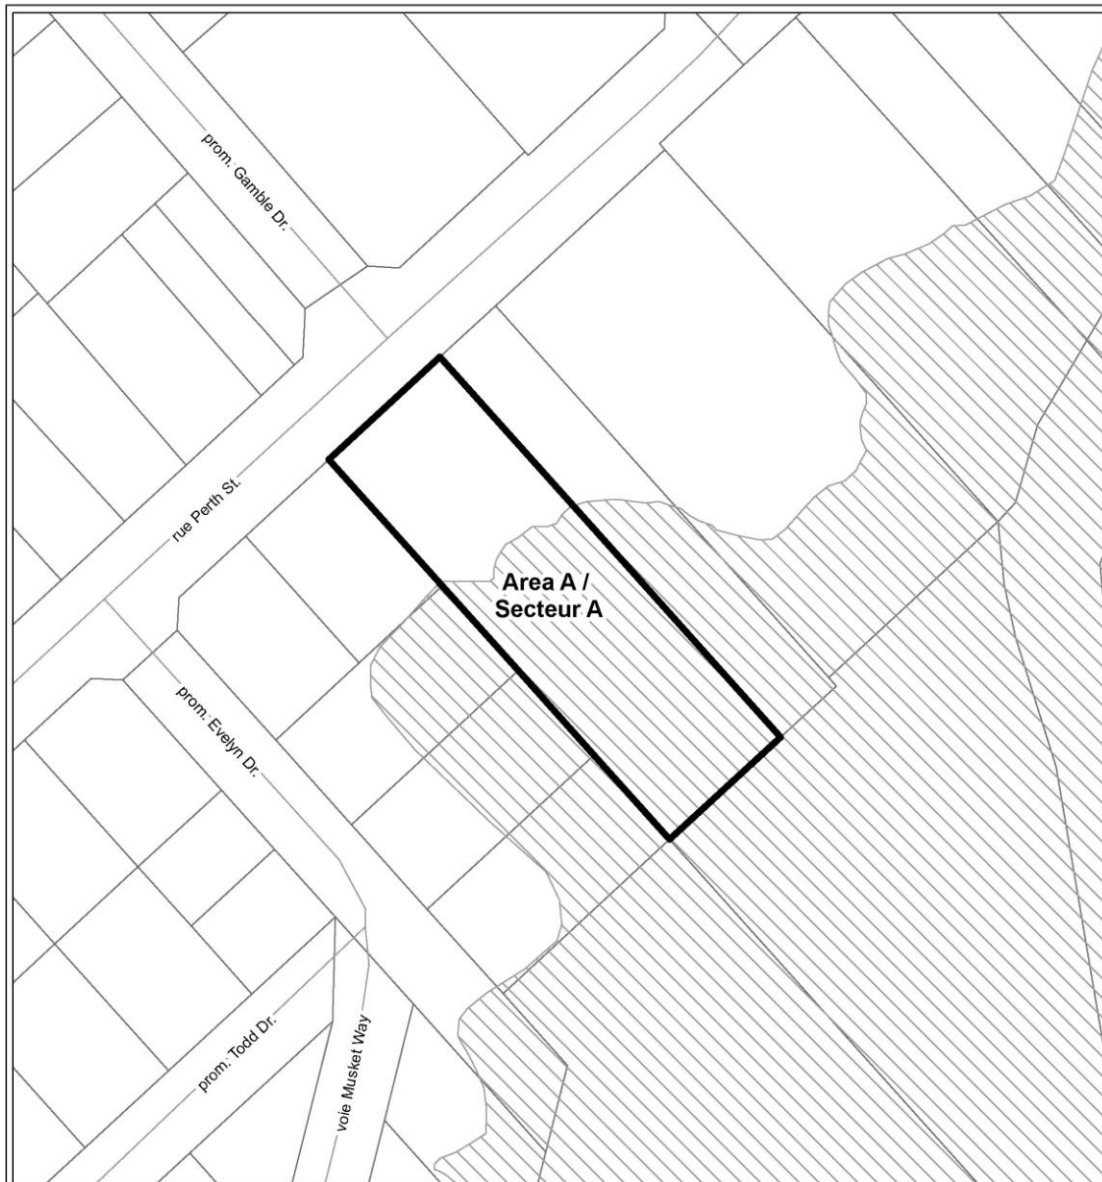 prom. Gamble Dr.
rue Perth St.
Area A /
Secteur A
prom. Evelyn Dr.
prom. Todd Dr.
voie Musket Way